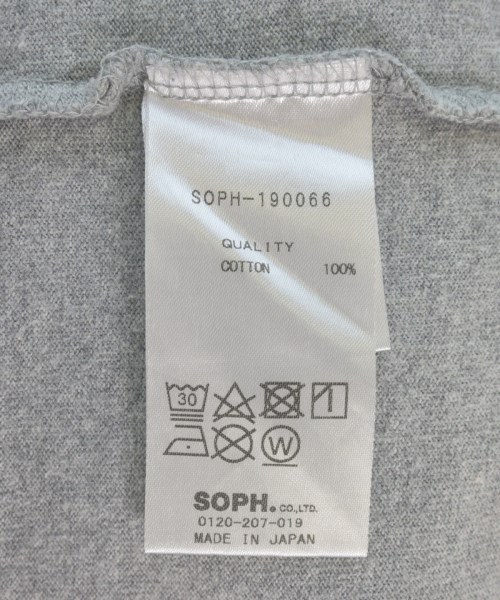 SOPH-190066
QUALITY
COTTON 100%
30
W
SOPH. CO.,LTD.
0120-207-019
MADE IN JAPAN